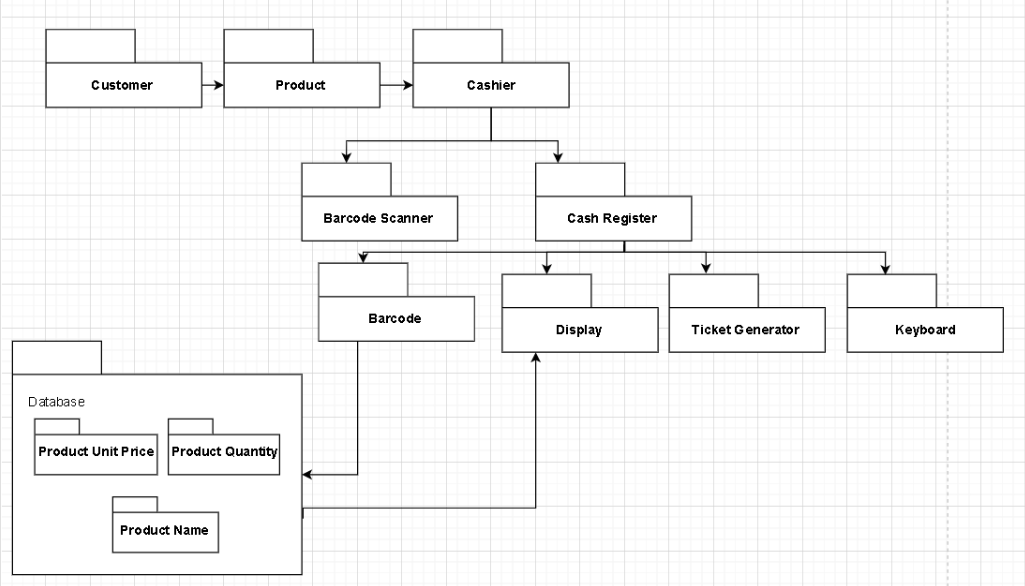 Customer
Product
Cashier
Barcode Scanner
Cash Register
Barcode
Display
Ticket Generator
Keyboard
Database
Product Unit Price
Product Quantity
Product Name